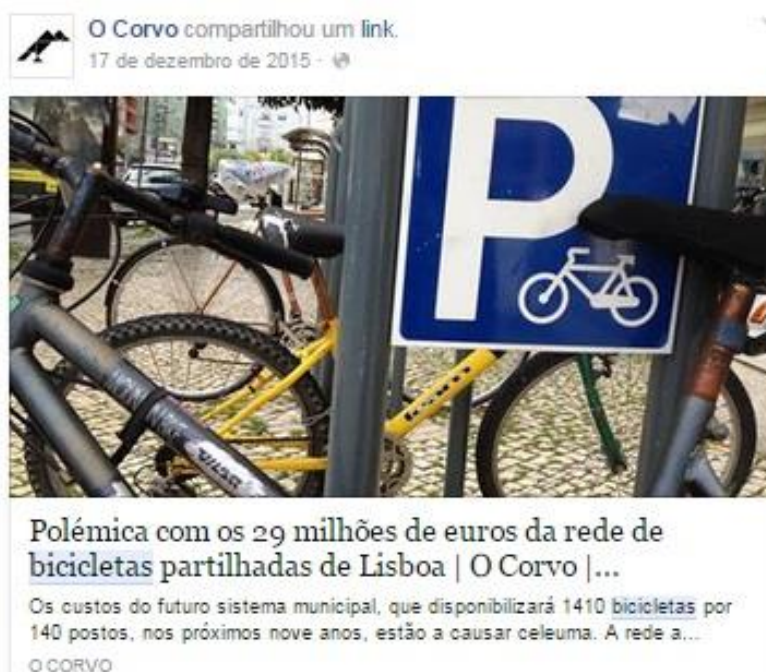 O Corvo compartilhou um link.
17 de dezembro de 2015 ·
P
Polémica com os 29 milhões de euros da rede de
bicicletas partilhadas de Lisboa | O Corvo |...
Os custos do futuro sistema municipal, que disponibilizará 1410 bicicletas por
140 postos, nos próximos nove anos, estão a causar celeuma. A rede a...
O CORVO